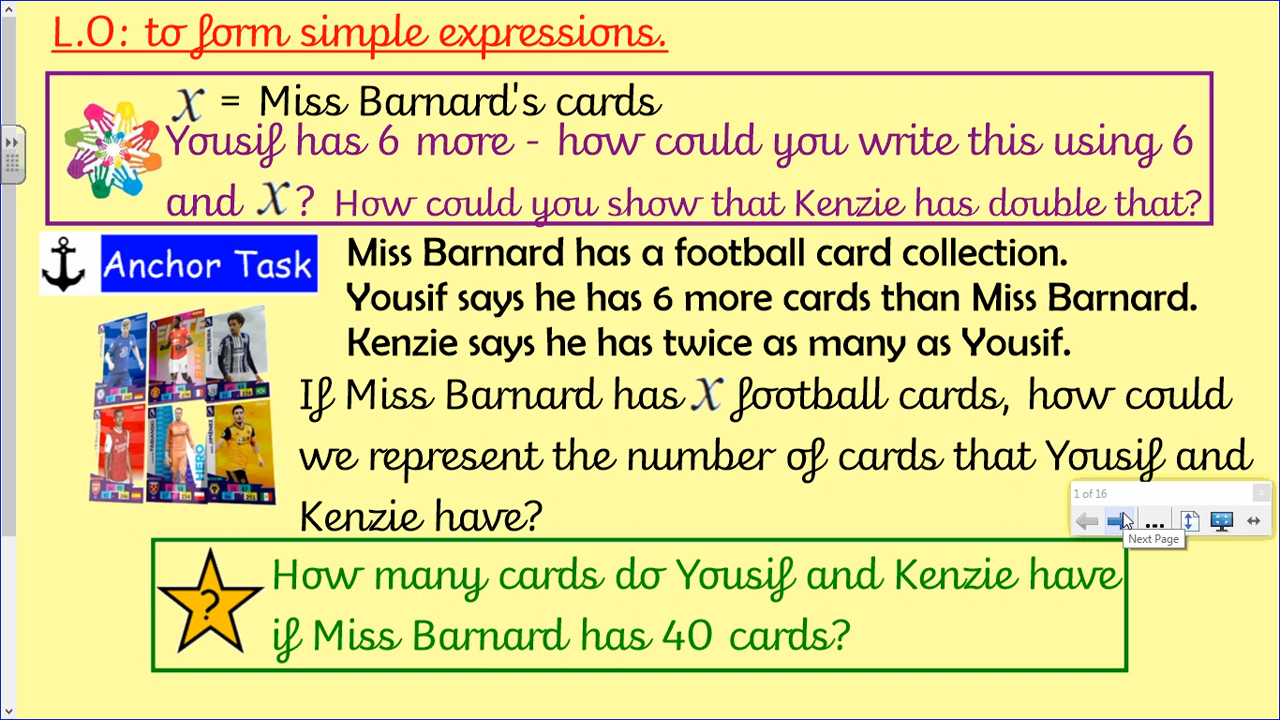 L.O: to form simple expressions.
x = Miss Barnard's cards
Yousif has 6 more - how could you write this using 6
and x? How could you show that Kenzie has double that?
Anchor Task
Miss Barnard has a football card collection.
Yousif says he has 6 more cards than Miss Barnard.
Kenzie says he has twice as many as Yousif.
If Miss Barnard has x football cards, how could
we represent the number of cards that Yousif and
Kenzie have?
1 of 16
Next Page
?
How many cards do Yousif and Kenzie have
if Miss Barnard has 40 cards?